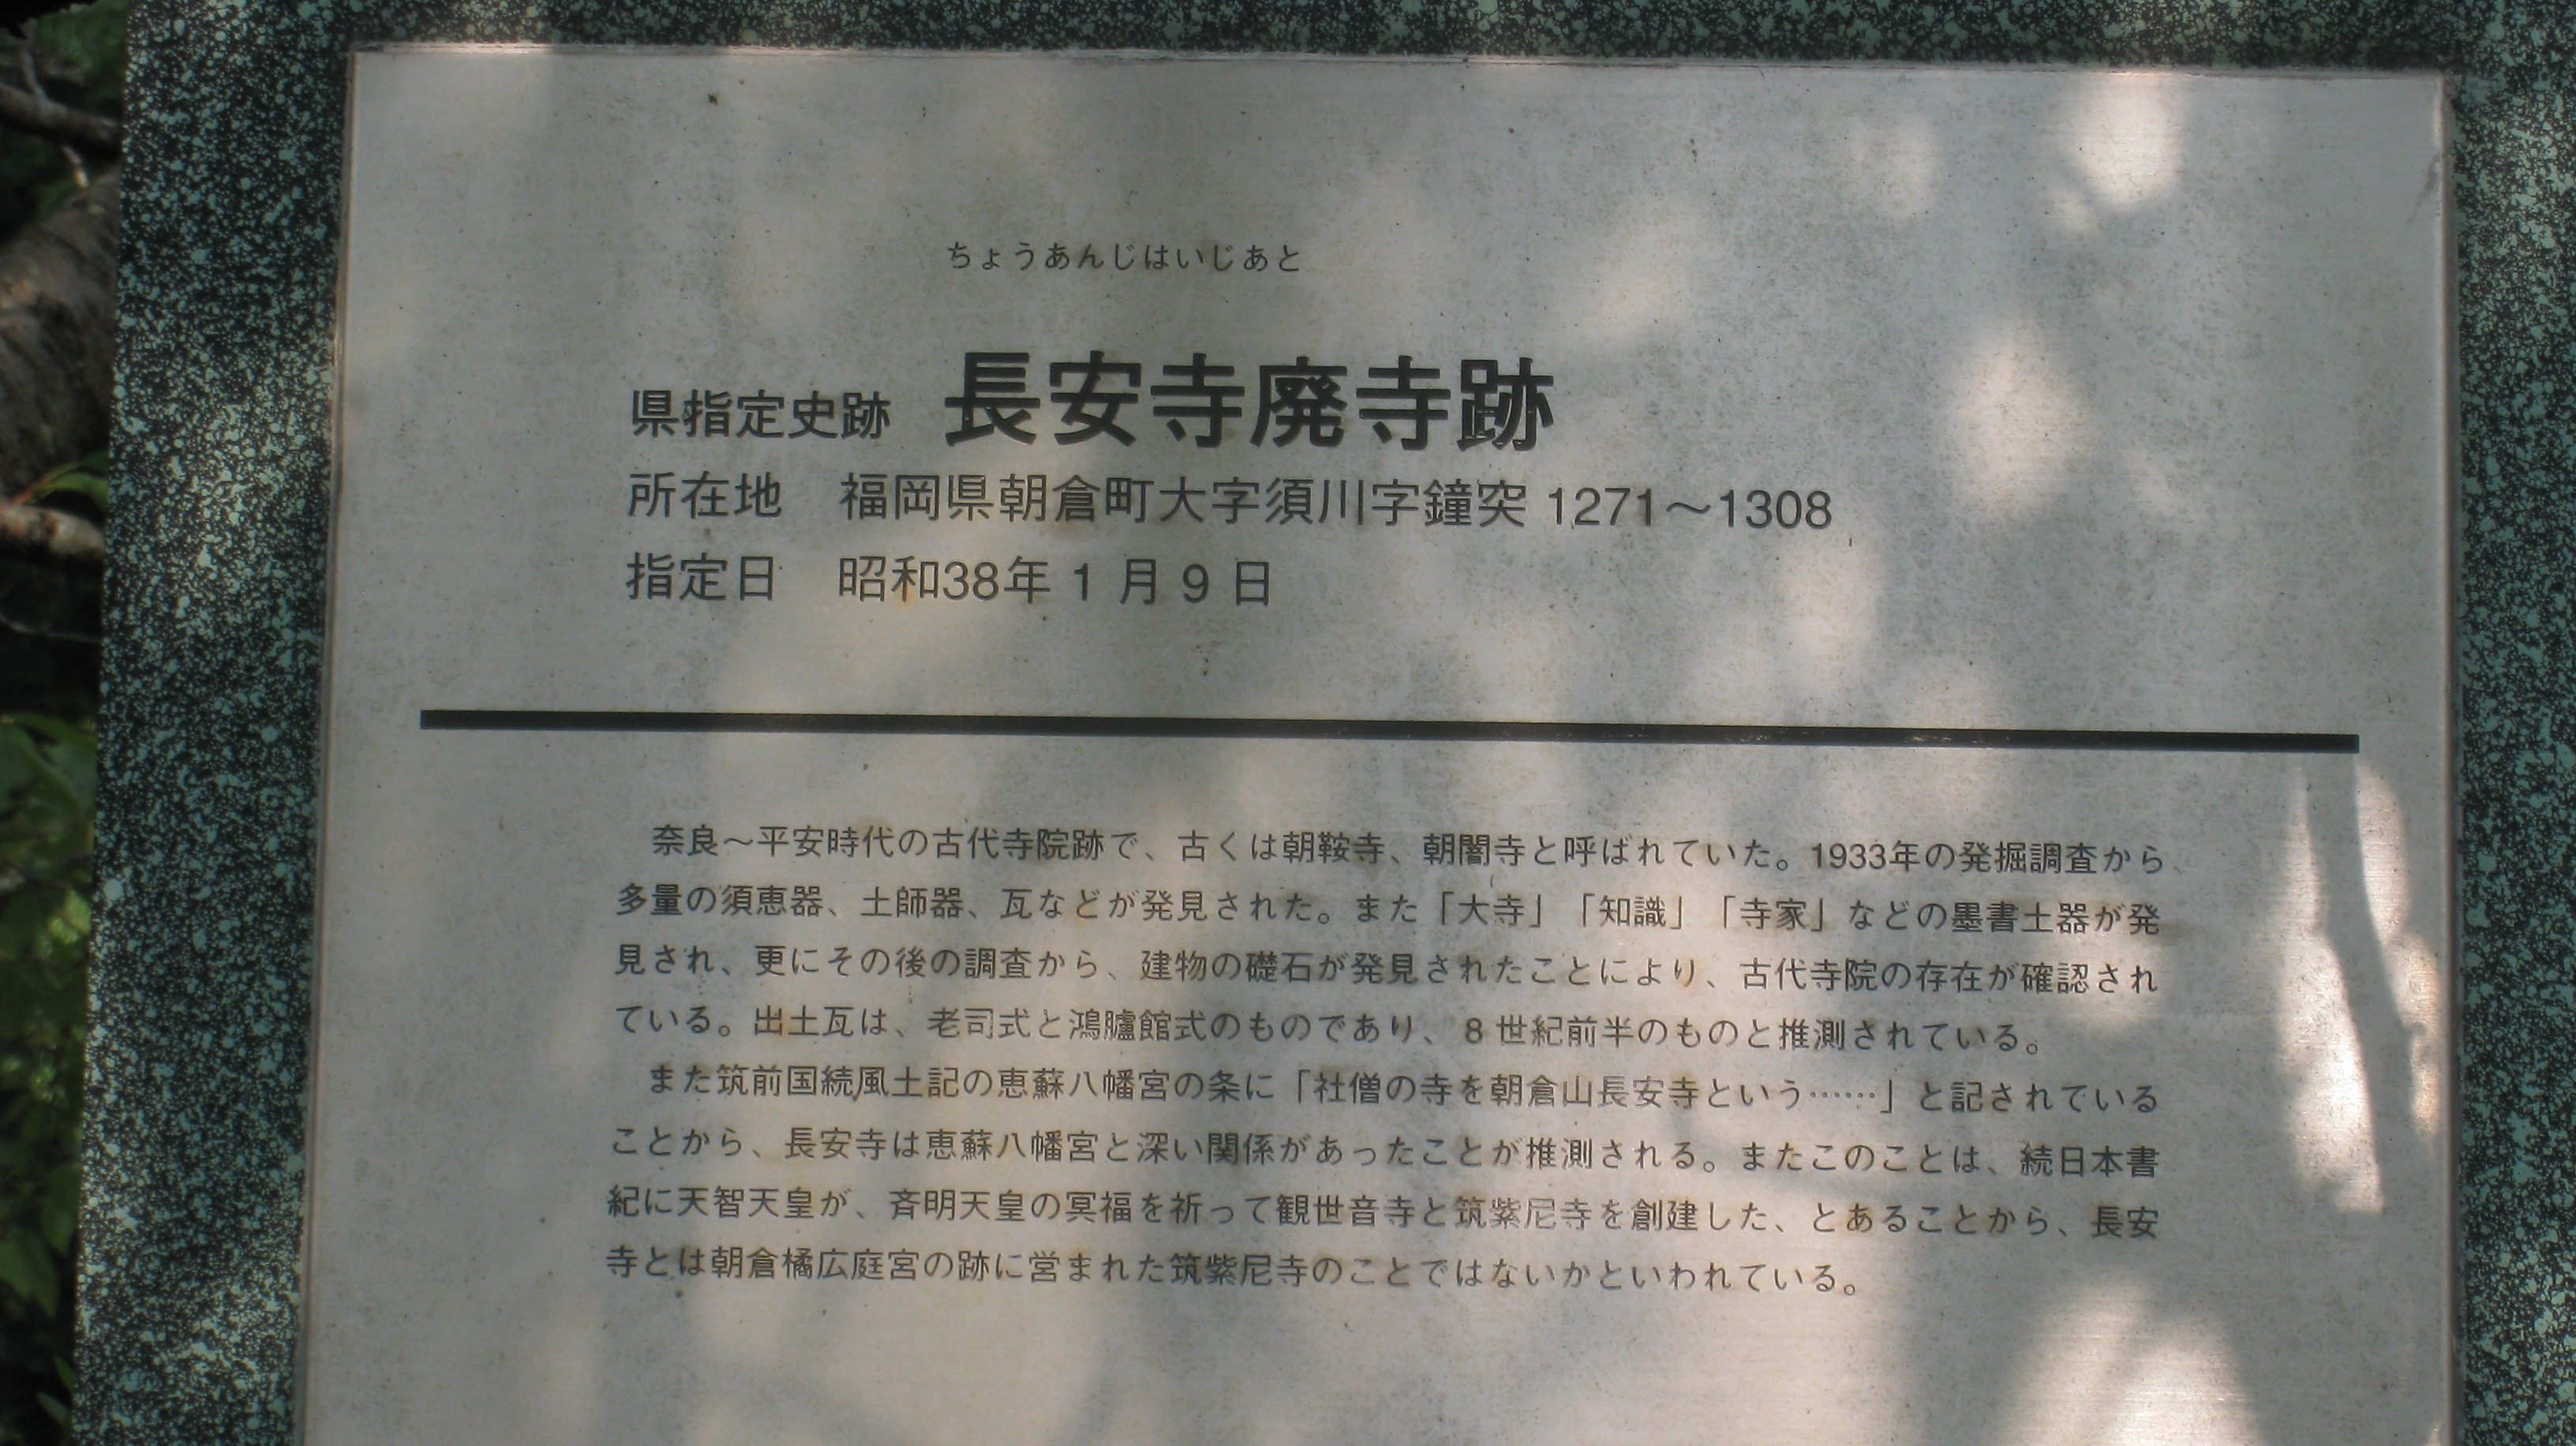 ちょうあんじはいじあと
県指定史跡 長安寺廃寺跡
所在地 福岡県朝倉町大字須川字鐘突 1271～1308
指定日 昭和38年1月9日
奈良～平安時代の古代寺院跡で、古くは朝鞍寺、朝闇寺と呼ばれていた。1933年の発掘調査から、
多量の須恵器、土師器、瓦などが発見された。また「大寺」「知識」「寺家」などの墨書土器が発
見され、更にその後の調査から、建物の礎石が発見されたことにより、古代寺院の存在が確認され
ている。出土瓦は、老司式と鴻臚館式のものであり、8世紀前半のものと推測されている。
また筑前国続風土記の恵蘇八幡宮の条に「社僧の寺を朝倉山長安寺という……」と記されている
ことから、長安寺は恵蘇八幡宮と深い関係があったことが推測される。またこのことは、続日本書
紀に天智天皇が、斉明天皇の冥福を祈って観世音寺と筑紫尼寺を創建した、とあることから、長安
寺とは朝倉橘広庭宮の跡に営まれた筑紫尼寺のことではないかといわれている。